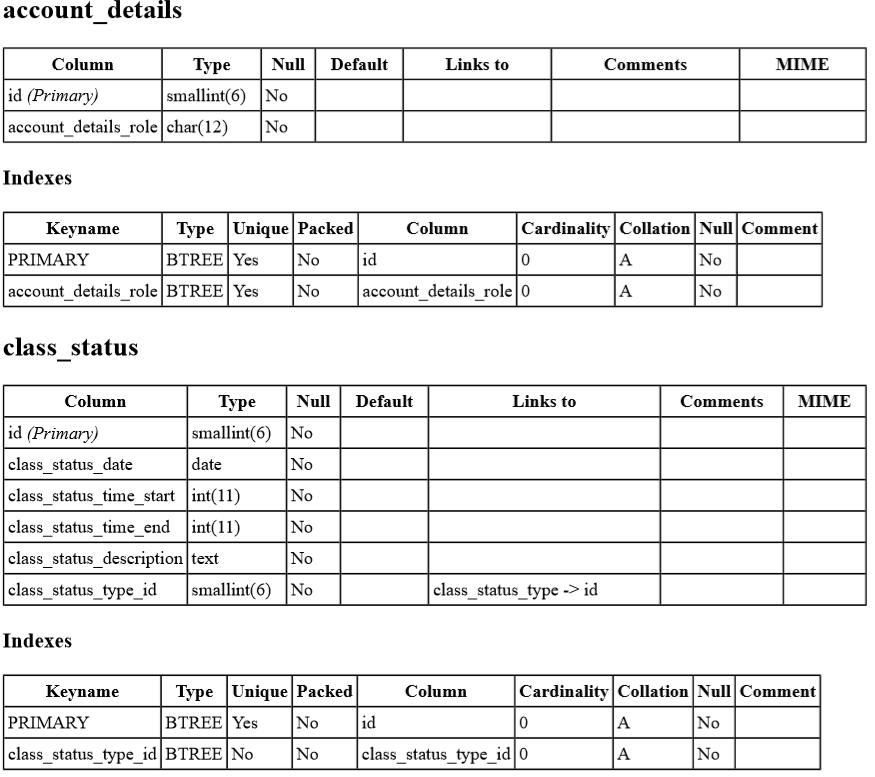 account_details
Column Type Null Default Links to Comments MIME
id (Primary) smallint(6) No
account_details_role char(12) No
Indexes
Keyname Type Unique Packed Column Cardinality Collation Null Comment
PRIMARY BTREE Yes No id 0 A No
account_details_role BTREE Yes No account_details_role 0 A No
class_status
Column Type Null Default Links to Comments MIME
id (Primary) smallint(6) No
class_status_date date No
class_status_time_start int(11) No
class_status_time_end int(11) No
class_status_description text No
class_status_type_id smallint(6) No class_status_type -> id
Indexes
Keyname Type Unique Packed Column Cardinality Collation Null Comment
PRIMARY BTREE Yes No id 0 A No
class_status_type_id BTREE No No class_status_type_id 0 A No